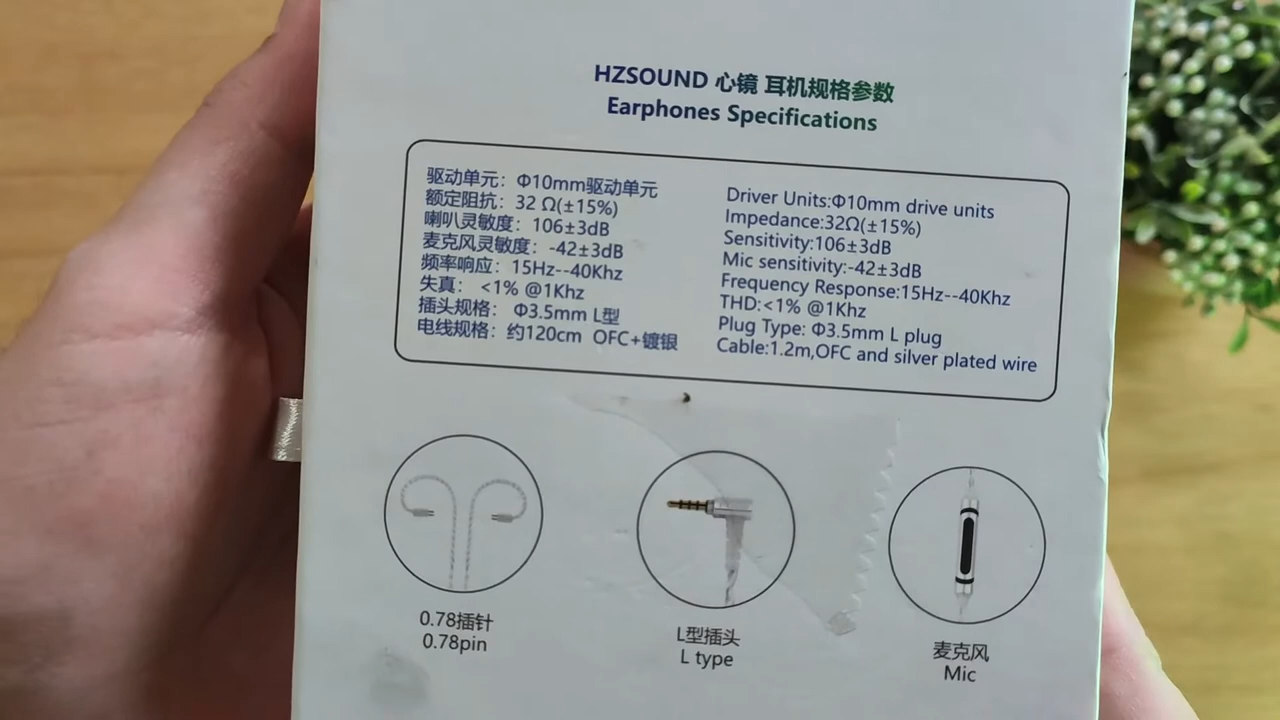 HZSOUND 心镜 耳机规格参数
Earphones Specifications
驱动单元：Φ10mm驱动单元
额定阻抗：32 Ω(±15%)
喇叭灵敏度：106±3dB
麦克风灵敏度：-42±3dB
频率响应：15Hz--40Khz
失真： <1% @1Khz
插头规格： Φ3.5mm L型
电线规格：约120cm OFC+镀银
Driver Units:Φ10mm drive units
Impedance:32Ω(±15%)
Sensitivity:106±3dB
Mic sensitivity:-42±3dB
Frequency Response:15Hz--40Khz
THD:<1% @1Khz
Plug Type: Φ3.5mm L plug
Cable:1.2m,OFC and silver plated wire
0.78插针
0.78pin
L型插头
L type
麦克风
Mic